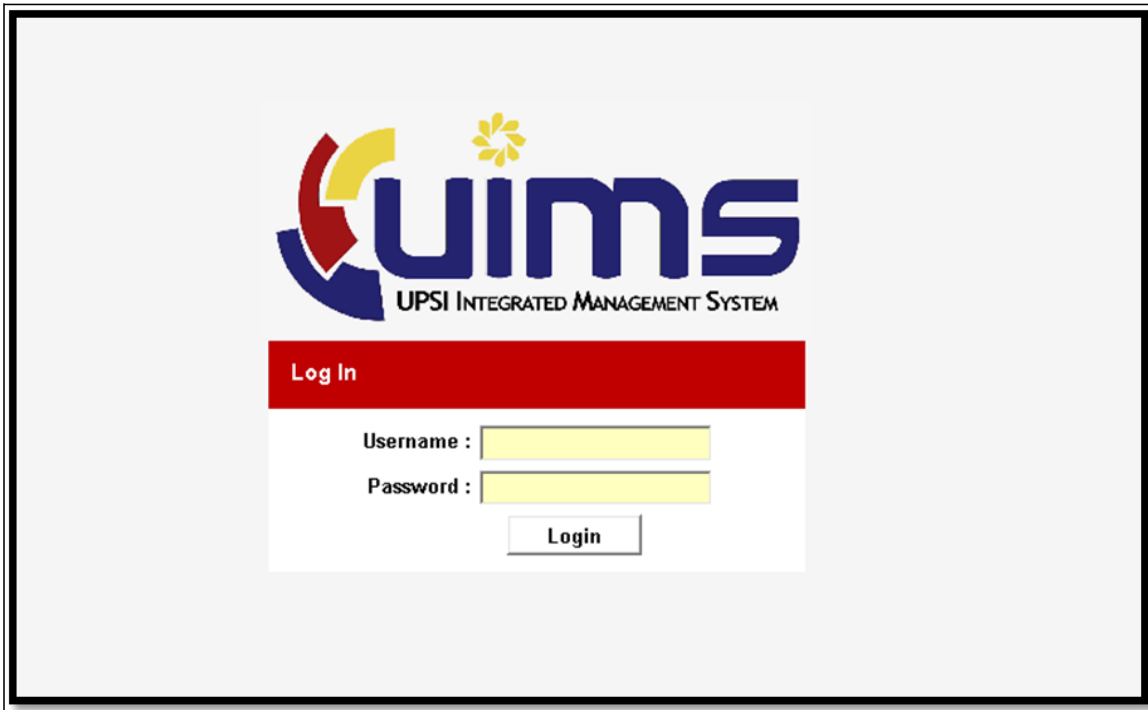 uims
UPSI INTEGRATED MANAGEMENT SYSTEM
Log In
Username :
Password :
Login